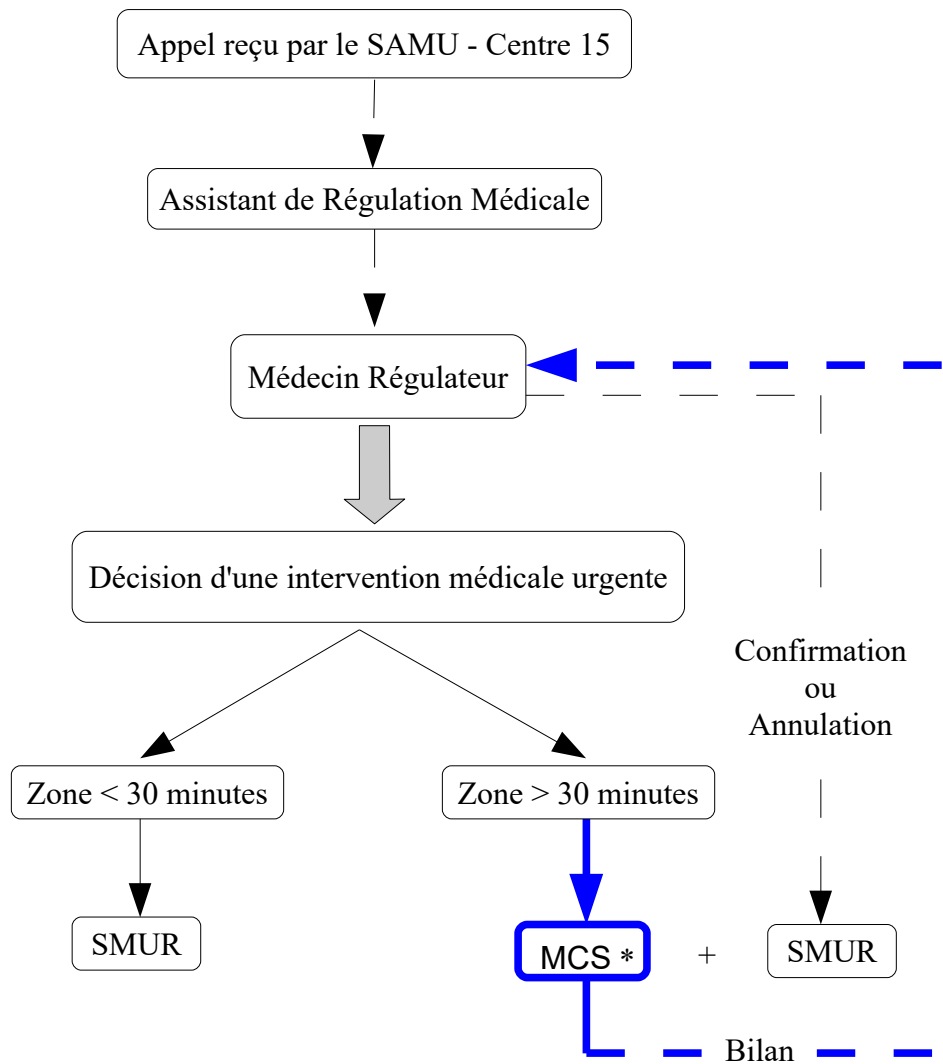 Appel reçu par le SAMU - Centre 15
Assistant de Régulation Médicale
Médecin Régulateur
Décision d'une intervention médicale urgente
Confirmation
ou
Annulation
Zone < 30 minutes
Zone > 30 minutes
SMUR
MCS *
+
SMUR
Bilan